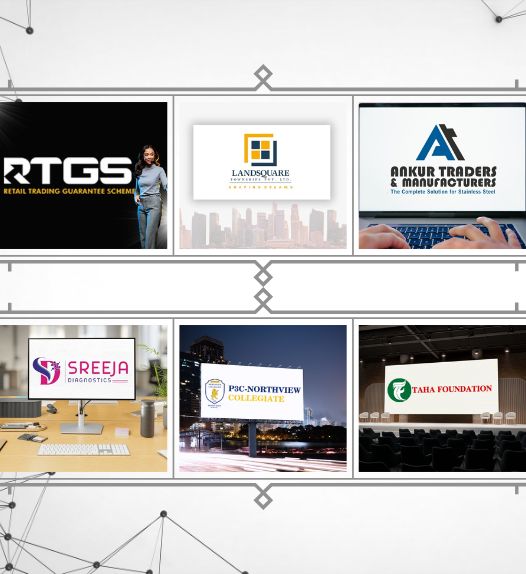 RTGS
RETAIL TRADING GUARANTEE SCHEME
LANDSQUARE
TOWNSHIPS PVT. LTD.
ANKUR TRADERS
& MANUFACTURERS
The Complete Solution for Stainless Steel
SREEJA
DIAGNOSTICS
P3C-NORTHVIEW
COLLEGIATE
TAHA FOUNDATION